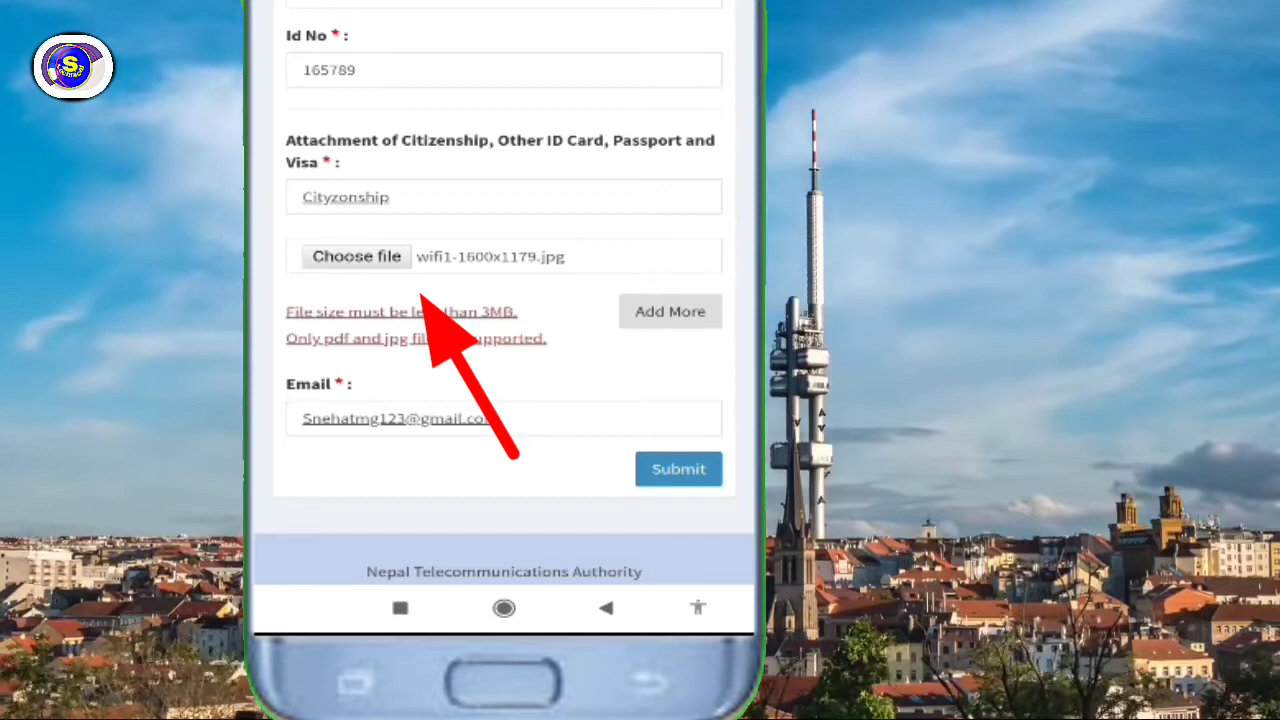 S
Id No * :
165789
Attachment of Citizenship, Other ID Card, Passport and
Visa * :
Cityzonship
Choose file wifi1-1600x1179.jpg
File size must be less than 3MB.
Add More
Only pdf and jpg supported.
Email * :
Snehatmg123@gmail.co
Submit
Nepal Telecommunications Authority